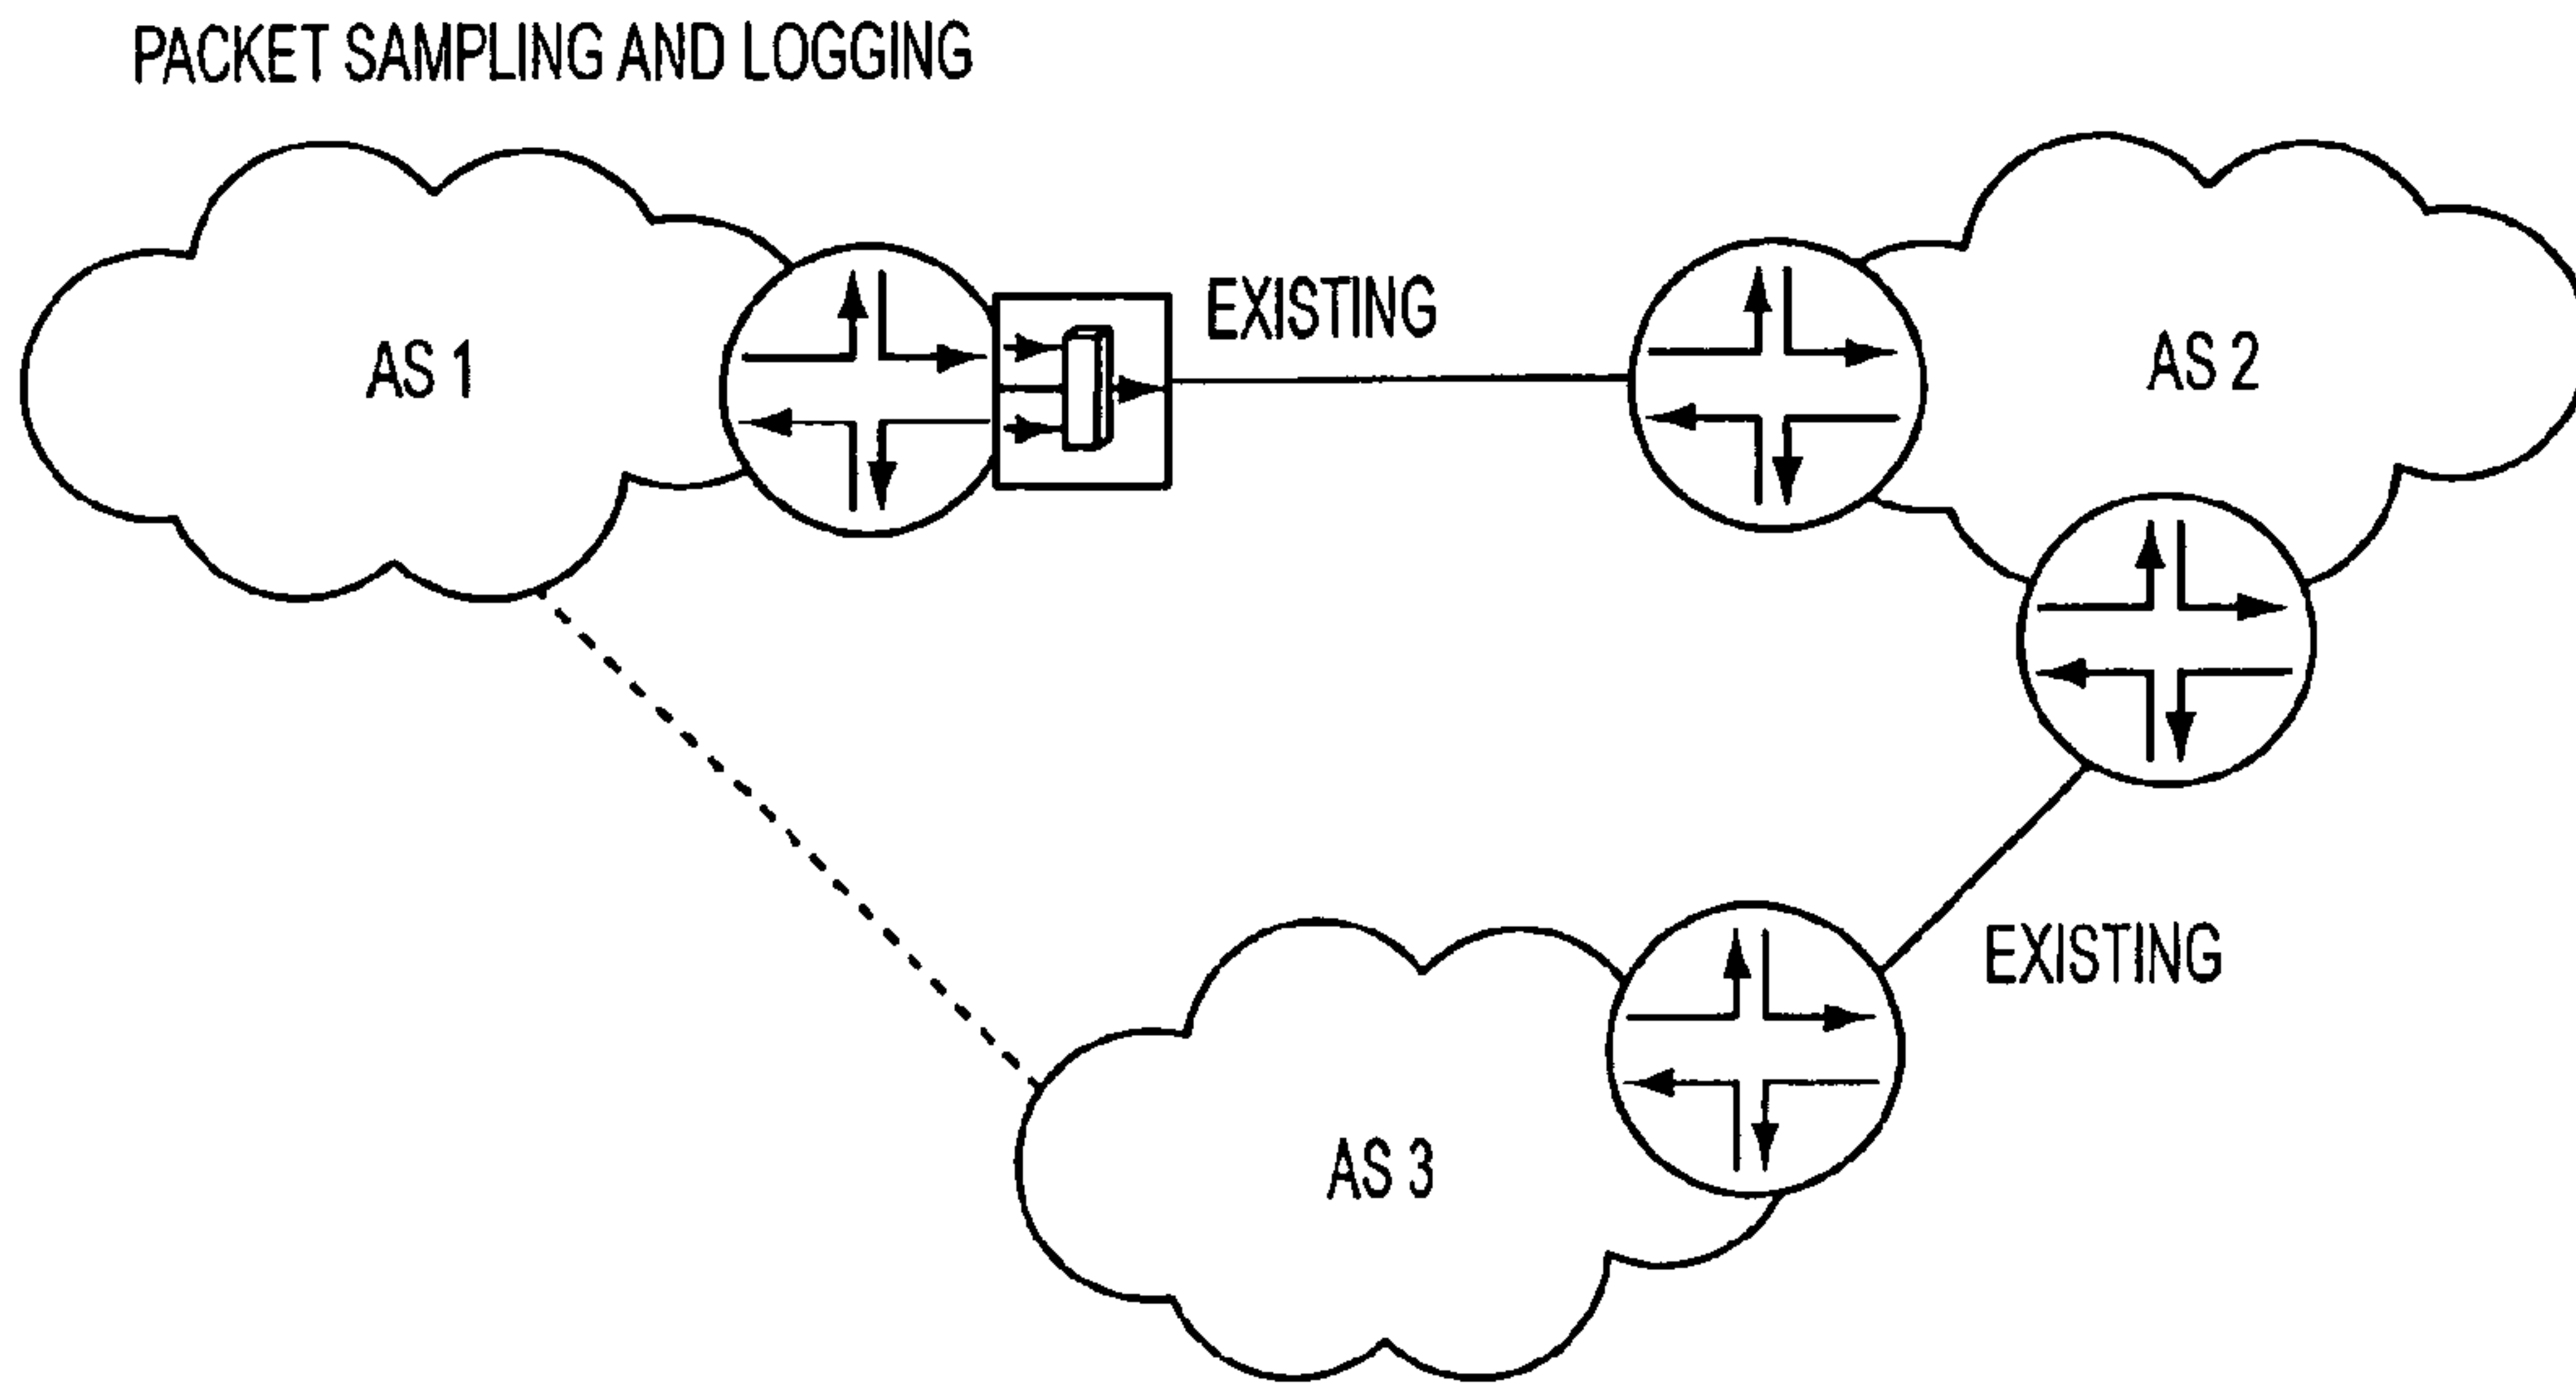 PACKET SAMPLING AND LOGGING
EXISTING
AS 1
AS 2
EXISTING
AS 3